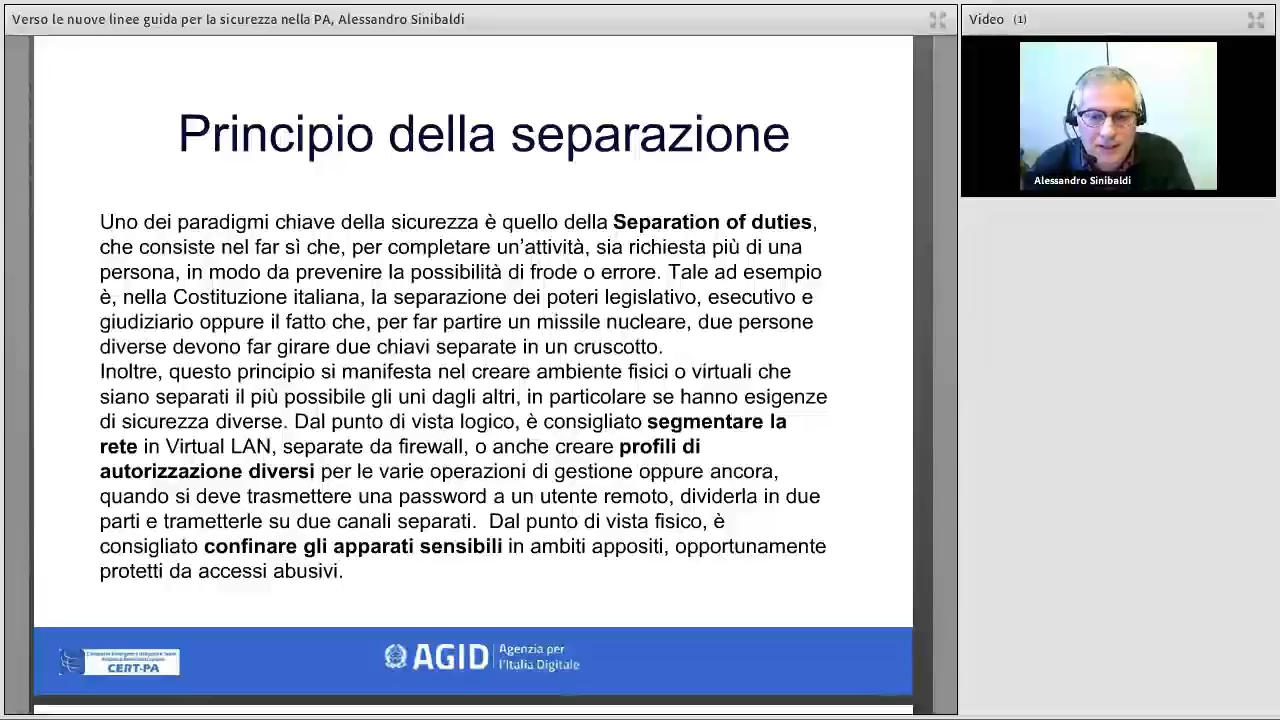 Verso le nuove linee guida per la sicurezza nella PA, Alessandro Sinibaldi
Video (1)
Alessandro Sinibaldi
Principio della separazione
Uno dei paradigmi chiave della sicurezza è quello della Separation of duties,
che consiste nel far sì che, per completare un’attività, sia richiesta più di una
persona, in modo da prevenire la possibilità di frode o errore. Tale ad esempio
è, nella Costituzione italiana, la separazione dei poteri legislativo, esecutivo e
giudiziario oppure il fatto che, per far partire un missile nucleare, due persone
diverse devono far girare due chiavi separate in un cruscotto.
Inoltre, questo principio si manifesta nel creare ambiente fisici o virtuali che
siano separati il più possibile gli uni dagli altri, in particolare se hanno esigenze
di sicurezza diverse. Dal punto di vista logico, è consigliato segmentare la
rete in Virtual LAN, separate da firewall, o anche creare profili di
autorizzazione diversi per le varie operazioni di gestione oppure ancora,
quando si deve trasmettere una password a un utente remoto, dividerla in due
parti e trametterle su due canali separati. Dal punto di vista fisico, è
consigliato confinare gli apparati sensibili in ambiti appositi, opportunamente
protetti da accessi abusivi.
CERT-PA
AGID
Agenzia per
l'Italia Digitale